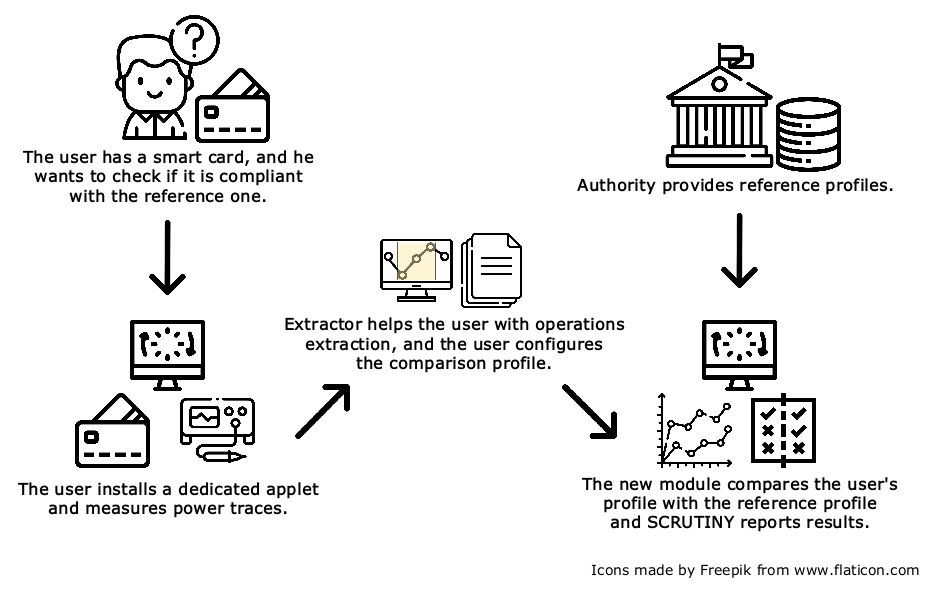 ?
The user has a smart card, and he
wants to check if it is compliant
with the reference one.
Authority provides reference profiles.
Extractor helps the user with operations
extraction, and the user configures
the comparison profile.
The user installs a dedicated applet
and measures power traces.
The new module compares the user's
profile with the reference profile
and SCRUTINY reports results.
Icons made by Freepik from www.flaticon.com